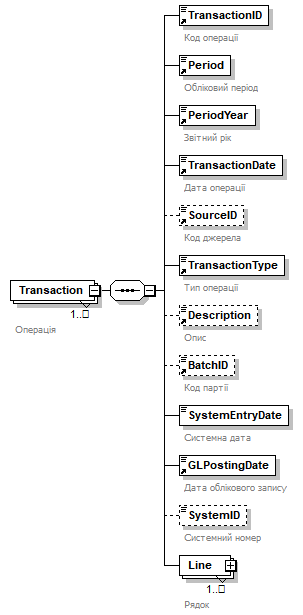 TransactionID
Код операції
Period
Обліковий період
PeriodYear
Звітний рік
TransactionDate
Дата операції
SourceID
Код джерела
Transaction
1..
Операція
TransactionType
Тип операції
Description
Опис
BatchID
Код партії
SystemEntryDate
Системна дата
GLPostingDate
Дата облікового запису
SystemID
Системний номер
Line
1..
Рядок